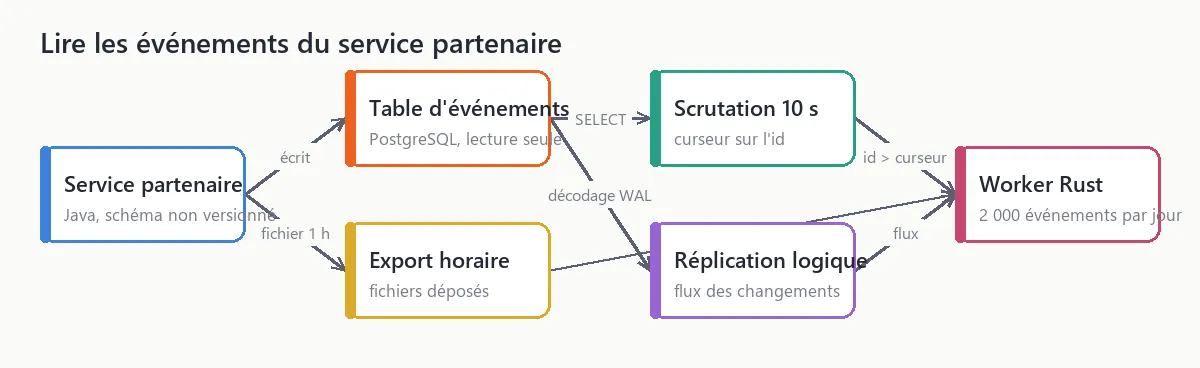 Lire les événements du service partenaire
Table d'événements
PostgreSQL, lecture seule
SELECT
Scrutation 10 s
curseur sur l'id
écrit
id > curseur
Service partenaire
Java, schéma non versionné
décodage WAL
Worker Rust
2 000 événements par jour
fichier 1 h
flux
Export horaire
fichiers déposés
Réplication logique
flux des changements